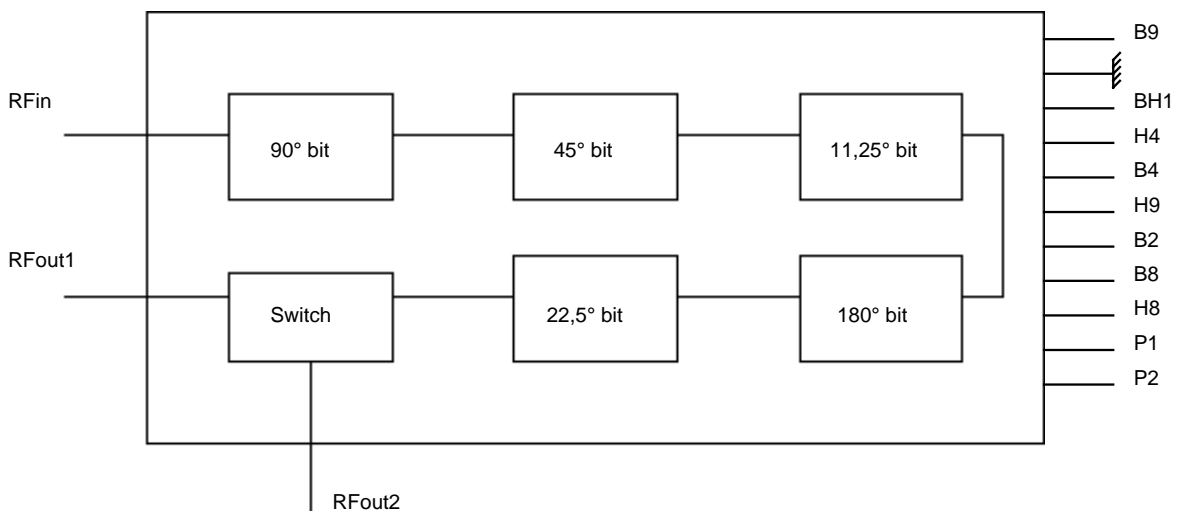 B9
RFin
BH1
90° bit
45° bit
11,25° bit
H4
B4
H9
B2
RFout1
B8
Switch
22,5° bit
180° bit
H8
P1
P2
RFout2